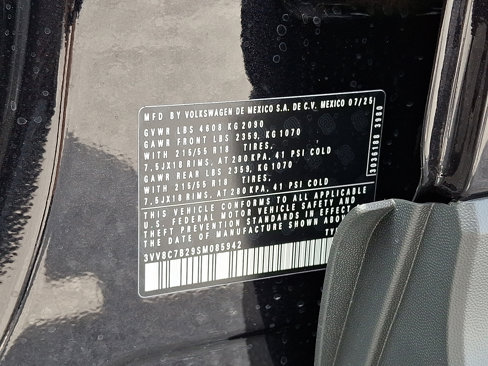 MFD BY VOLKSWAGEN DE MEXICO S.A. DE C.V. MEXICO 07/25
GVWR LBS 4608 KG 2090
GAWR FRONT LBS 2359, KG 1070
WITH 215/55 R18 TIRES.
7,5JX18 RIMS, AT 280 KPA, 41 PSI COLD
GAWR REAR LBS 2359, KG 1070
WITH 215/55 R18 TIRES.
7,5JX18 RIMS, AT 280 KPA, 41 PSI COLD
THIS VEHICLE CONFORMS TO ALL APPLICABLE
U.S. FEDERAL MOTOR VEHICLE SAFETY AND
THEFT PREVENTION STANDARDS IN EFFECT
THE DATE OF MANUFACTURE SHOWN ABO
3VV8C7B29SM085942 TY
3036188 3980